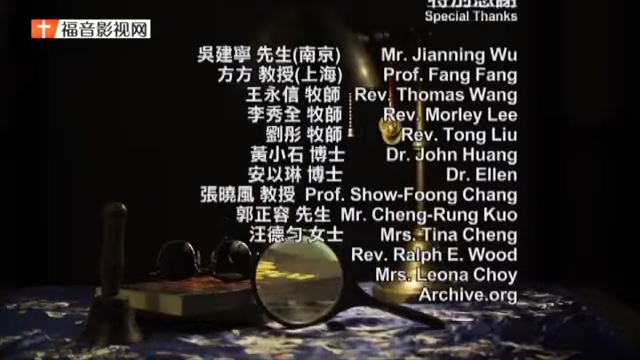 福音影视网
特別感謝
Special Thanks
吳建寧 先生(南京) Mr. Jianning Wu
方方 教授(上海) Prof. Fang Fang
王永信 牧師 Rev. Thomas Wang
李秀全 牧師 Rev. Morley Lee
劉彤 牧師 Rev. Tong Liu
黃小石 博士 Dr. John Huang
安以琳 博士 Dr. Ellen
張曉風 教授 Prof. Show-Foong Chang
郭正容 先生 Mr. Cheng-Rung Kuo
汪德勻 女士 Mrs. Tina Cheng
Rev. Ralph E. Wood
Mrs. Leona Choy
Archive.org